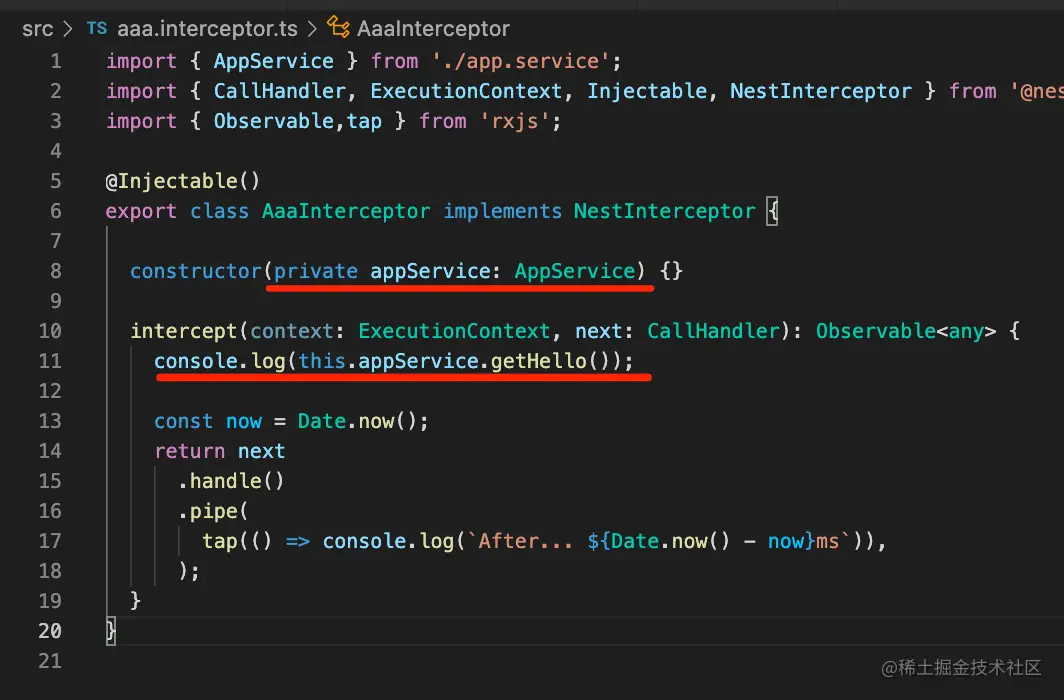 src > TS aaa.interceptor.ts > AaaInterceptor
1 import { AppService } from './app.service';
2 import { CallHandler, ExecutionContext, Injectable, NestInterceptor } from '@nes
3 import { Observable,tap } from 'rxjs';
4
5 @Injectable()
6 export class AaaInterceptor implements NestInterceptor {
7
8 constructor(private appService: AppService) {}
9
10 intercept(context: ExecutionContext, next: CallHandler): Observable<any> {
11 console.log(this.appService.getHello());
12
13 const now = Date.now();
14 return next
15 .handle()
16 .pipe(
17 tap(() => console.log(`After... ${Date.now() - now}ms`)),
18 );
19 }
20 }
21
@稀土掘金技术社区